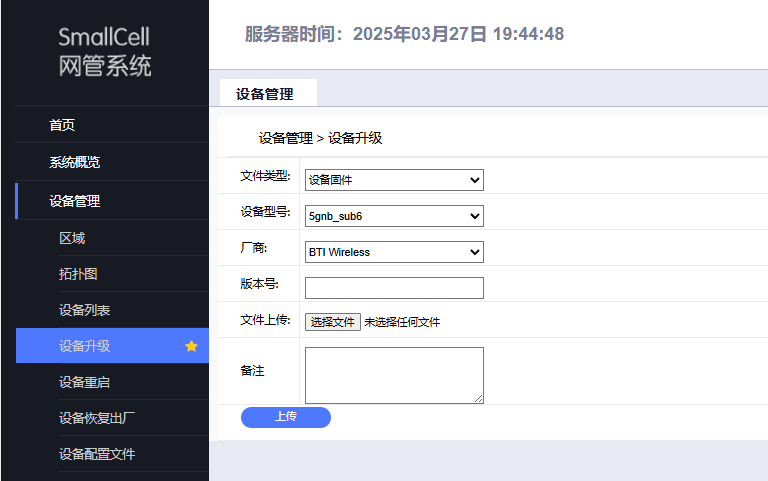 SmallCell
网管系统
首页
系统概览
设备管理
区域
拓扑图
设备列表
设备升级
设备重启
设备恢复出厂
设备配置文件
服务器时间：2025年03月27日 19:44:48
设备管理
设备管理 > 设备升级
文件类型: 设备固件
设备型号: 5gnb_sub6
厂商: BTI Wireless
版本号:
文件上传: 选择文件 未选择任何文件
备注
上传